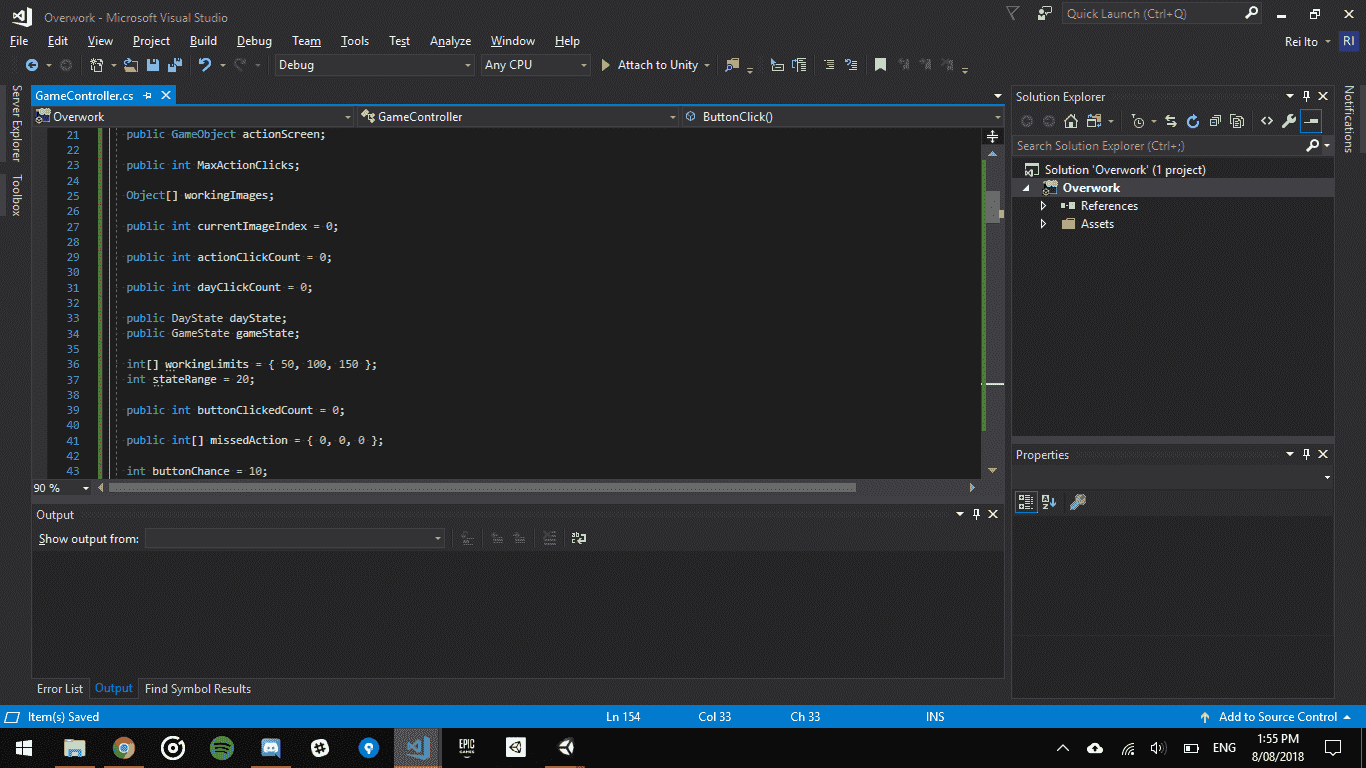 Overwork - Microsoft Visual Studio
Quick Launch (Ctrl+Q)
File Edit View Project Build Debug Team Tools Test Analyze Window Help
Rei Ito RI
Debug Any CPU Attach to Unity
Server Explorer
Toolbox
GameController.cs
Overwork GameController ButtonClick()
21 public GameObject actionScreen;
22
23 public int MaxActionClicks;
24
25 Object[] workingImages;
26
27 public int currentImageIndex = 0;
28
29 public int actionClickCount = 0;
30
31 public int dayClickCount = 0;
32
33 public DayState dayState;
34 public GameState gameState;
35
36 int[] workingLimits = { 50, 100, 150 };
37 int stateRange = 20;
38
39 public int buttonClickedCount = 0;
40
41 public int[] missedAction = { 0, 0, 0 };
42
43 int buttonChance = 10;
90 %
Output
Show output from:
Error List Output Find Symbol Results
Solution Explorer
Search Solution Explorer (Ctrl+;)
Solution 'Overwork' (1 project)
Overwork
References
Assets
Properties
Notifications
Item(s) Saved Ln 154 Col 33 Ch 33 INS Add to Source Control
EPIC GAMES
ENG
1:55 PM
8/08/2018